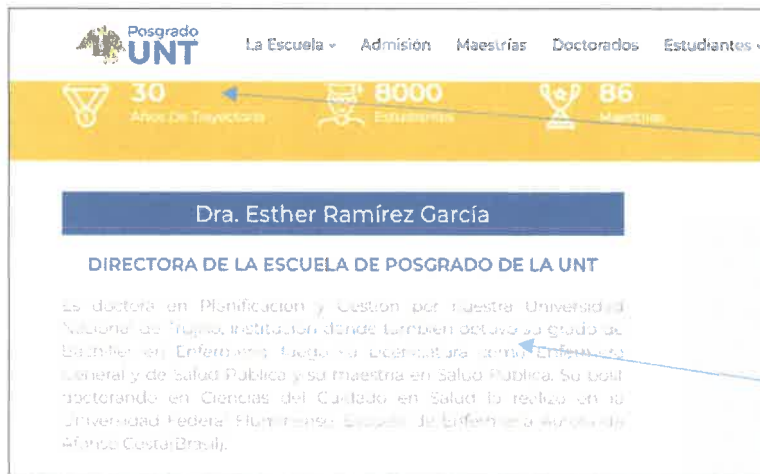 Posgrado
UNT
La Escuela Admisión Maestrías Doctorados Estudiantes
30 8000 86
Años De Trayectoria Estudiantes Maestrías
Dra. Esther Ramírez García
DIRECTORA DE LA ESCUELA DE POSGRADO DE LA UNT
Es doctora en Planificación y Gestión por nuestra Universidad
Nacional de Trujillo, institución donde también obtuvo su grado de
Bachiller en Enfermería, luego su Licenciatura como Enfermera
General y de Salud Pública y su maestría en Salud Pública. Su post
doctorando en Ciencias del Cuidado en Salud lo realizó en la
Universidad Federal Fluminense, de Enfermería
Afonso Costa(Brasil).